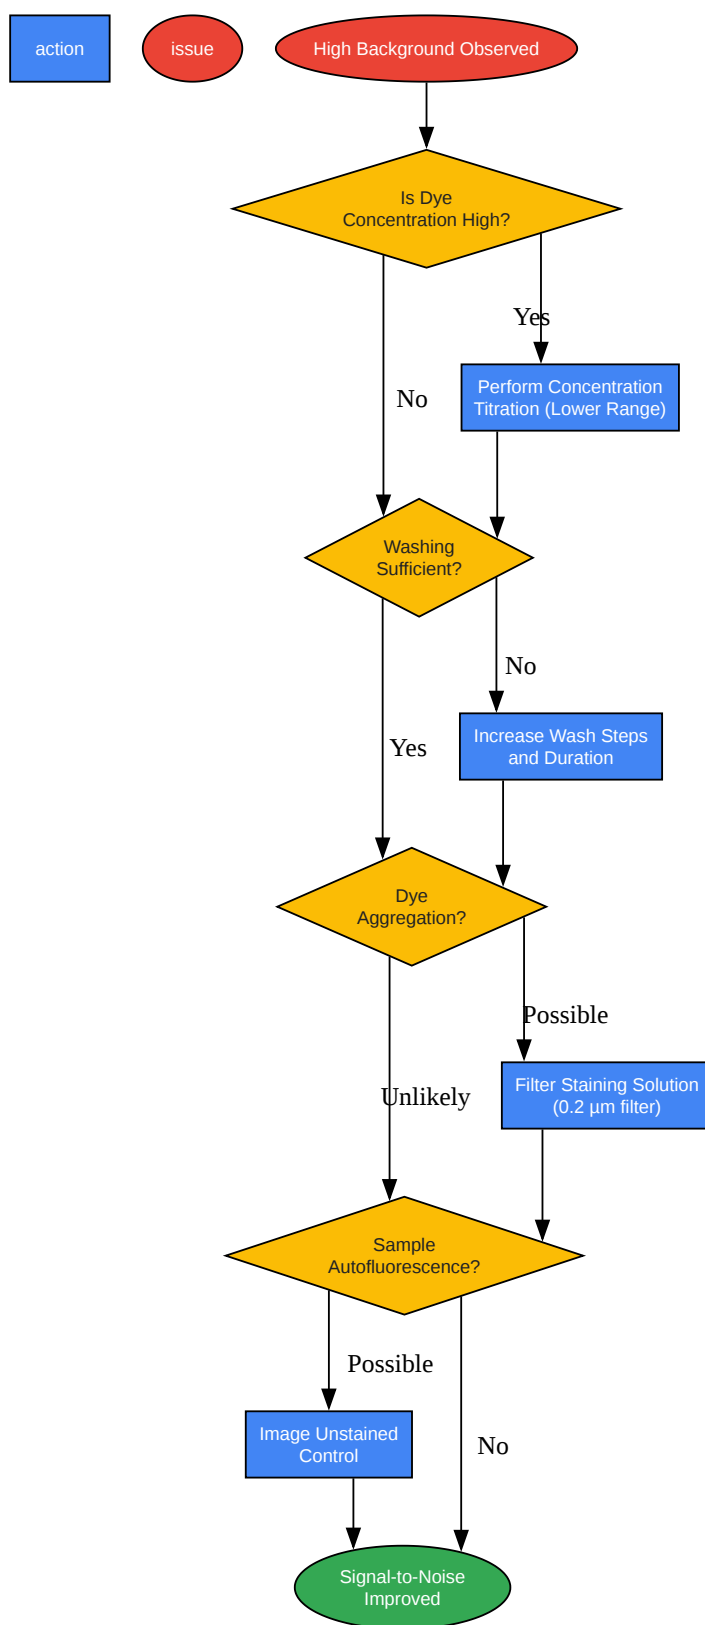 action
issue
High Background Observed
Is Dye
Concentration High?
Yes
No
Perform Concentration
Titration (Lower Range)
Washing
Sufficient?
No
Yes
Increase Wash Steps
and Duration
Dye
Aggregation?
Possible
Unlikely
Filter Staining Solution
(0.2 µm filter)
Sample
Autofluorescence?
Possible
No
Image Unstained
Control
Signal-to-Noise
Improved